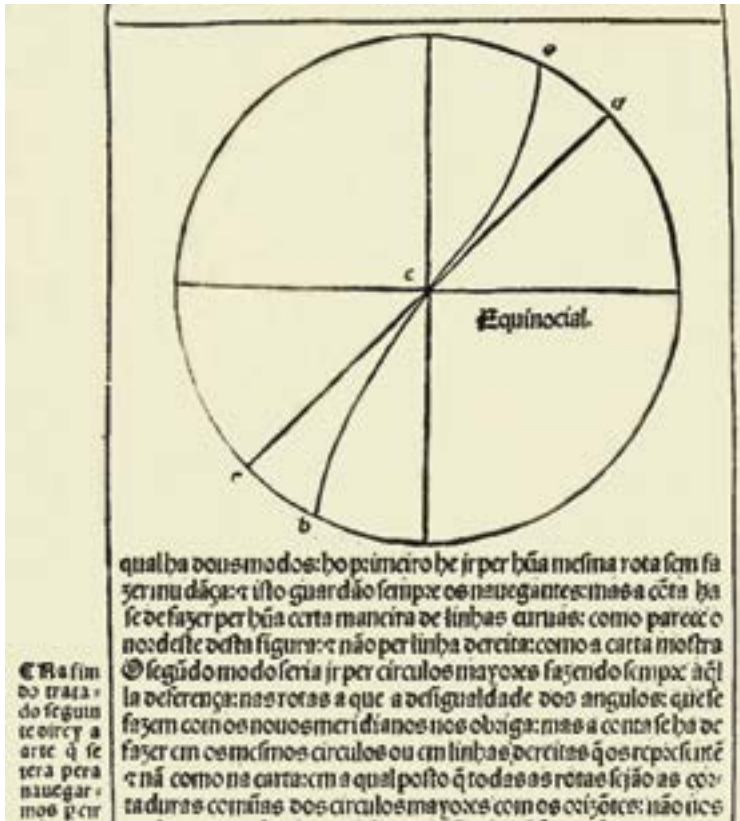 a
d
c
Equinocial.
e
b
qual ha dous modos: ho primeiro he jr per hũa mesma rota sem fa
zer mudãça: ⁊ isto guardão sempre os nauegantes: mas a cõta ha
se de fazer per hũa certa maneira de linhas curuas: como parece o
nordeste desta figura: ⁊ não per linha dereita: como a carta mostra
O segũdo modo seria jr per circulos mayores fazendo sempre aq̃l
la deferença: nas rotas a que a desigualdade dos angulos: que se
fazem com os nouos meridianos nos obriga: mas a conta se ha de
fazer em os mesmos circulos ou em linhas dereitas q̃ os represẽtẽ
⁊ nã como na carta: em a qual posto q̃ todas as rotas sejão as cor-
taduras comũas dos circulos mayores com os orizõtes: não nos
¶ Na fim
do trata-
do seguin
te direy a
arte q̃ se
tera pera
nauegar-
mos per